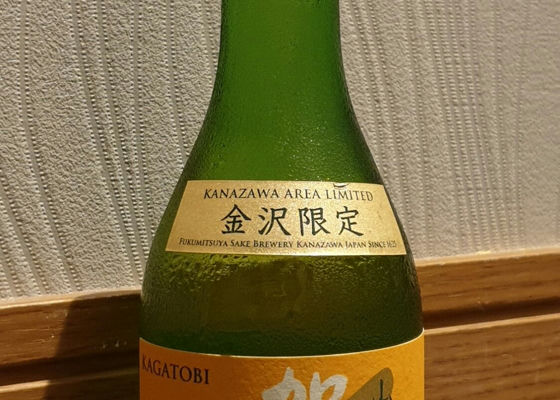 KANAZAWA AREA LIMITED
金沢限定
FUKUMITSUYA SAKE BREWERY KANAZAWA JAPAN SINCE 1625
KAGATOBI